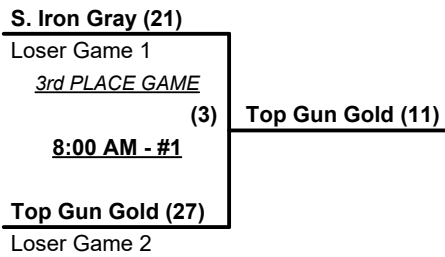 S. Iron Gray (21)
Loser Game 1
3rd PLACE GAME
(3) Top Gun Gold (11)
8:00 AM - #1
Top Gun Gold (27)
Loser Game 2